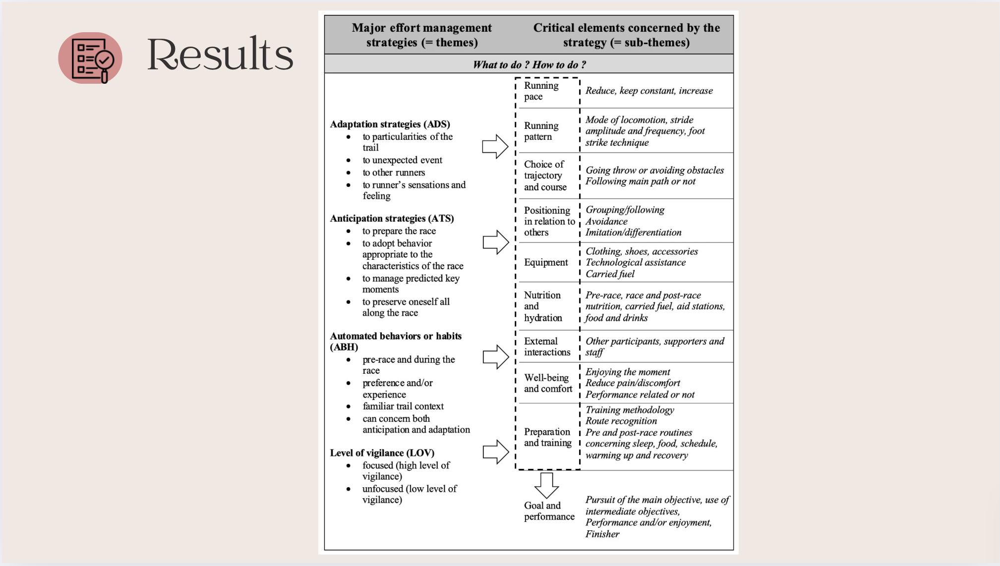 Results
Major effort management
strategies (= themes)
Critical elements concerned by the
strategy (= sub-themes)
What to do ? How to do ?
Adaptation strategies (ADS)
• to particularities of the
trail
• to unexpected event
• to other runners
• to runner's sensations and
feeling
Anticipation strategies (ATS)
• to prepare the race
• to adopt behavior
appropriate to the
characteristics of the race
• to manage predicted key
moments
• to preserve oneself all
along the race
Automated behaviors or habits
(ABH)
• pre-race and during the
race
• preference and/or
experience
• familiar trail context
• can concern both
anticipation and adaptation
Level of vigilance (LOV)
• focused (high level of
vigilance)
• unfocused (low level of
vigilance)
Running
pace
Reduce, keep constant, increase
Running
pattern
Mode of locomotion, stride
amplitude and frequency, foot
strike technique
Choice of
trajectory
and course
Going throw or avoiding obstacles
Following main path or not
Positioning
in relation to
others
Grouping/following
Avoidance
Imitation/differentiation
Equipment
Clothing, shoes, accessories
Technological assistance
Carried fuel
Nutrition
and
hydration
Pre-race, race and post-race
nutrition, carried fuel, aid stations,
food and drinks
External
interactions
Other participants, supporters and
staff
Well-being
and comfort
Enjoying the moment
Reduce pain/discomfort
Performance related or not
Preparation
and training
Training methodology
Route recognition
Pre and post-race routines
concerning sleep, food, schedule,
warming up and recovery
Goal and
performance
Pursuit of the main objective, use of
intermediate objectives,
Performance and/or enjoyment,
Finisher